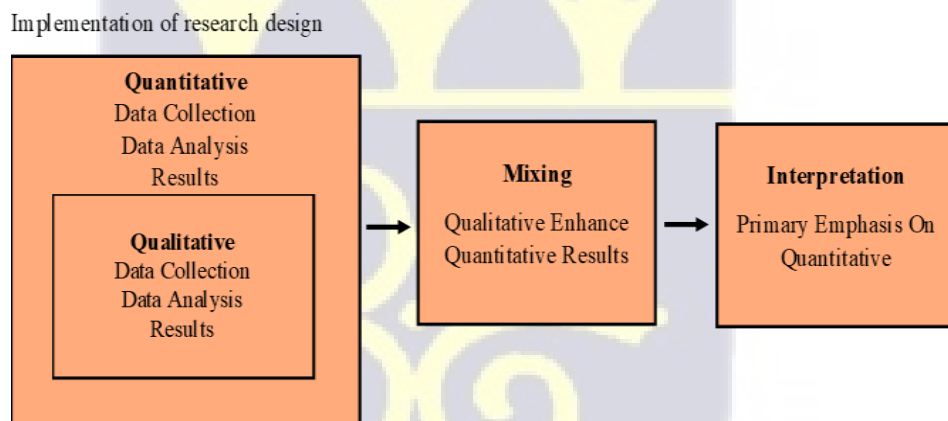 Implementation of research design
Quantitative
Data Collection
Data Analysis
Results
Qualitative
Data Collection
Data Analysis
Results
Mixing
Qualitative Enhance
Quantitative Results
Interpretation
Primary Emphasis On
Quantitative